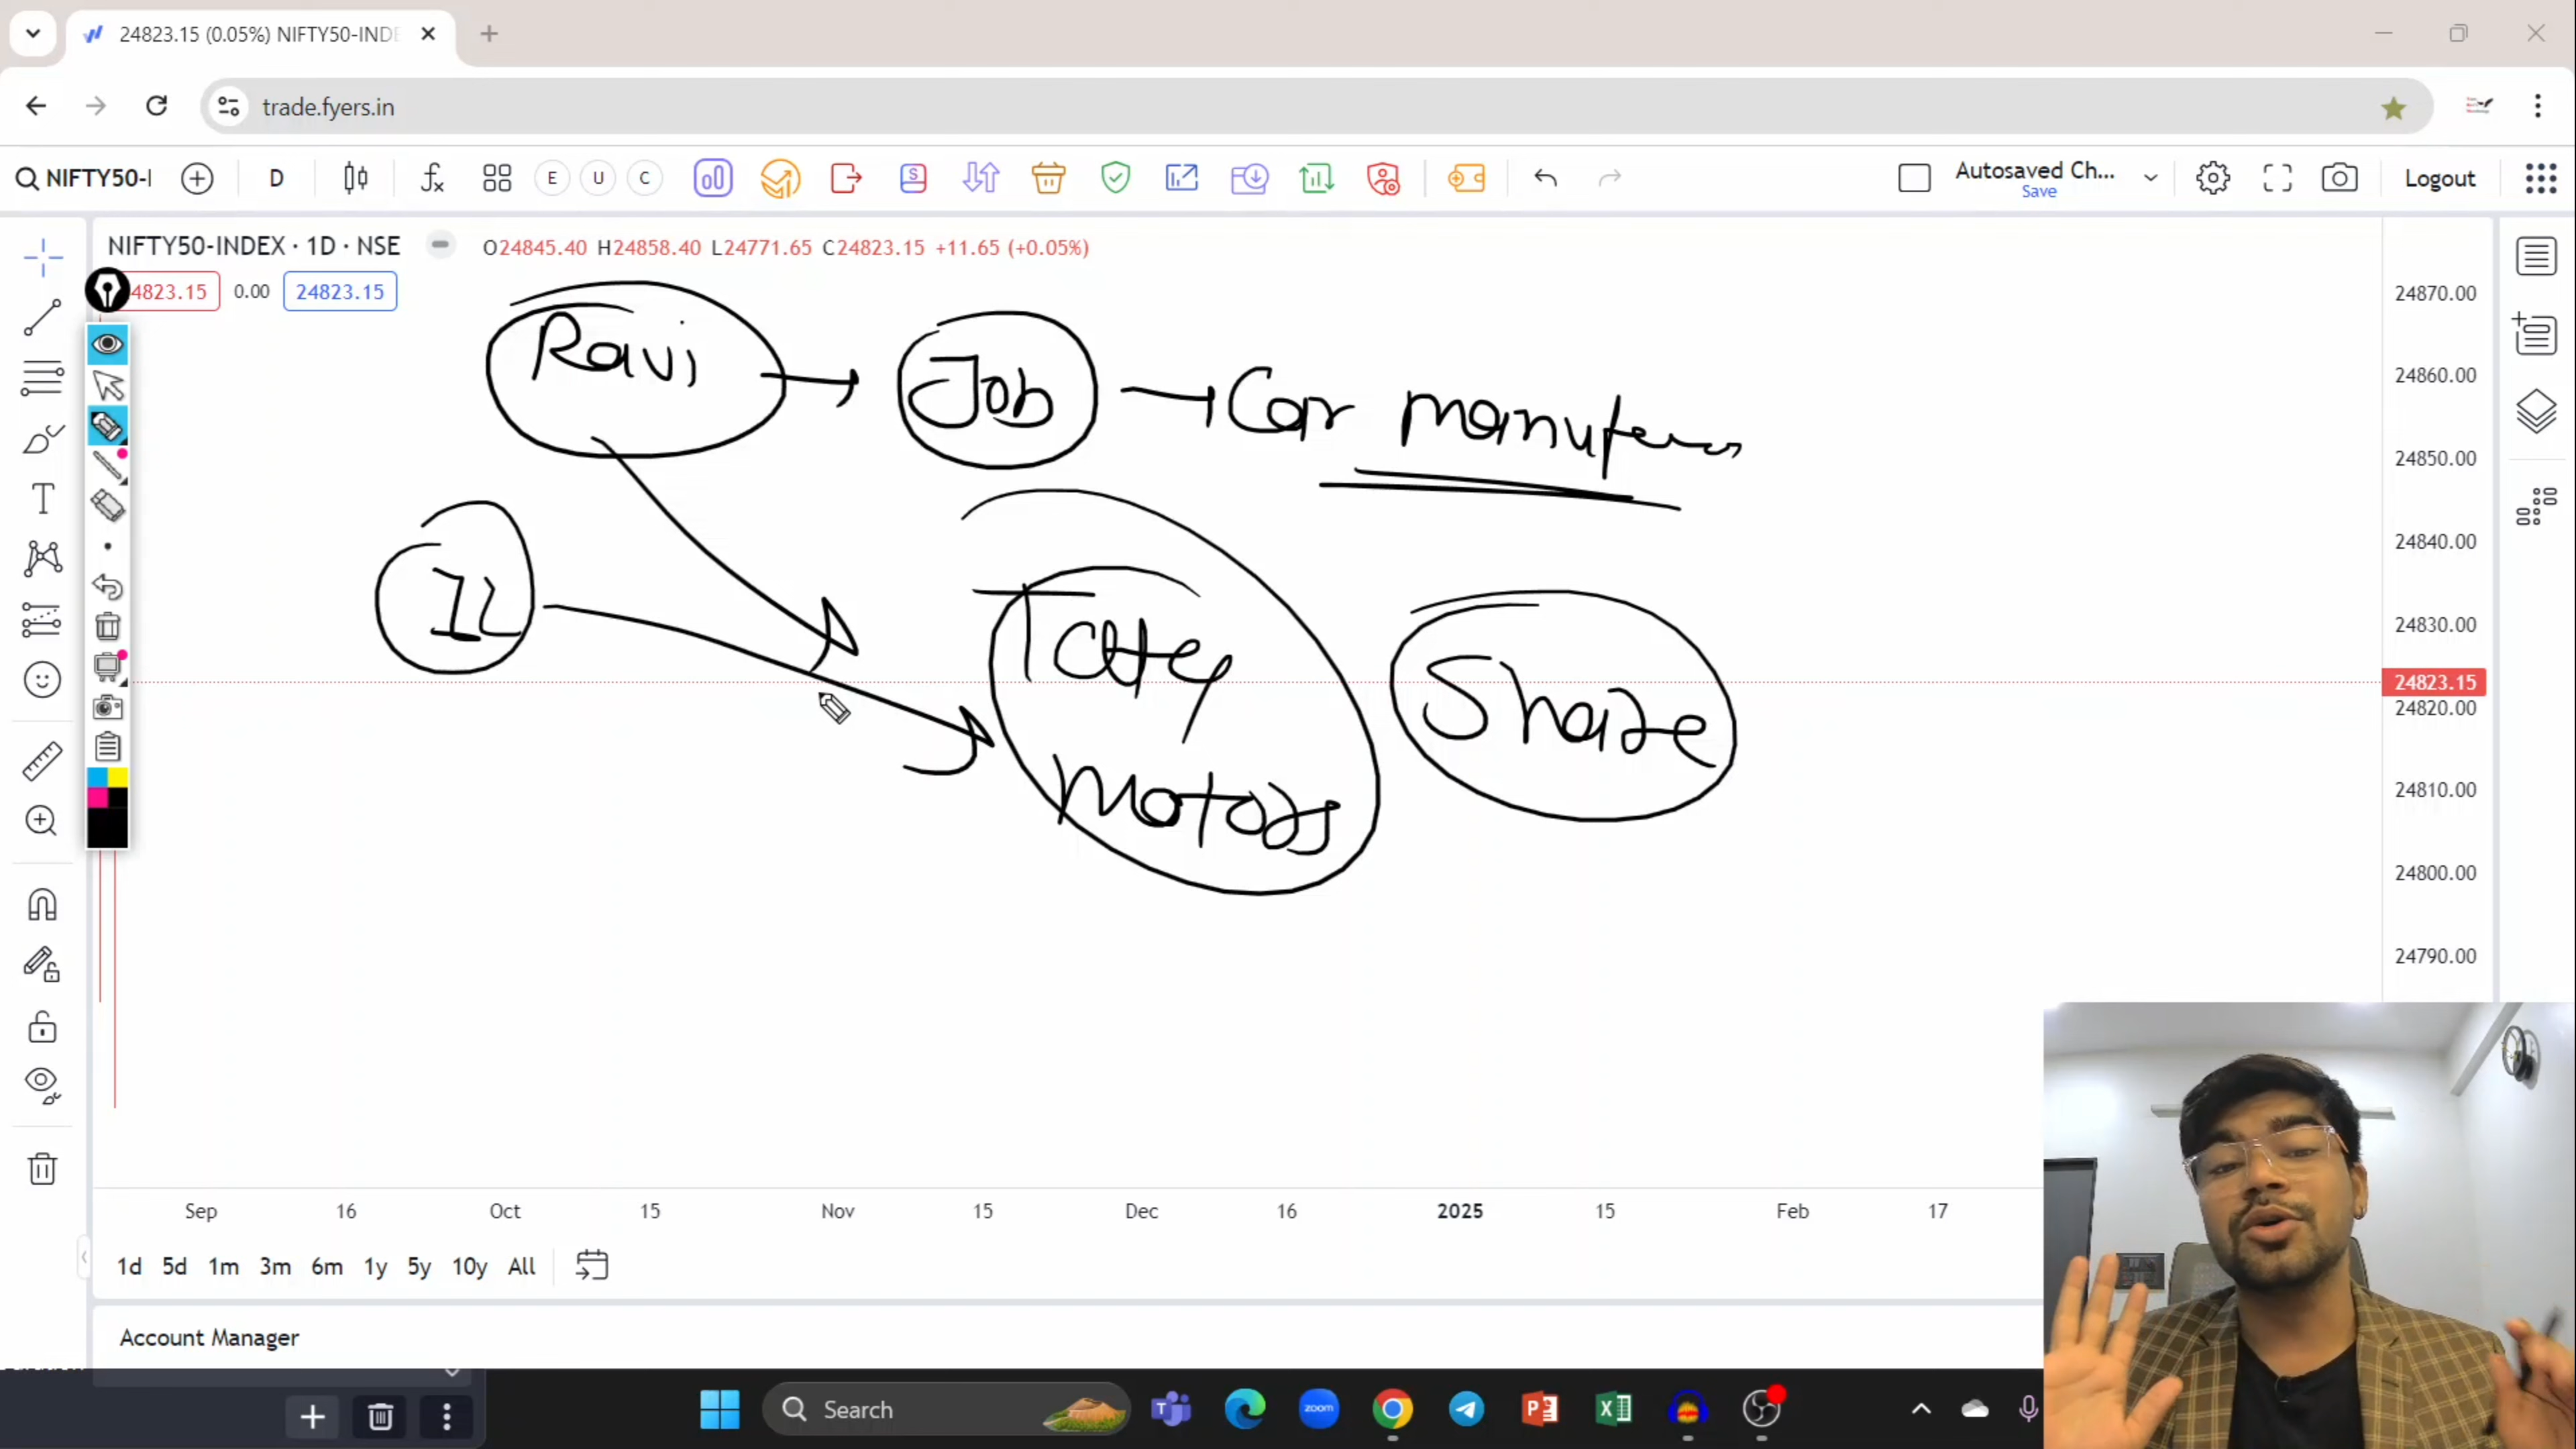 24823.15 (0.05%) NIFTY50-INDE
trade.fyers.in
NIFTY50-I
D
E U C
S
Autosaved Ch...
Save
Logout
NIFTY50-INDEX · 1D · NSE
O24845.40 H24858.40 L24771.65 C24823.15 +11.65 (+0.05%)
4823.15 0.00 24823.15
Ravi
Job
Car
1L
Tata
Motors
Share
24870.00
24860.00
24850.00
24840.00
24830.00
24823.15
24820.00
24810.00
24800.00
24790.00
Sep 16 Oct 15 Nov 15 Dec 16 2025 15 Feb 17
1d 5d 1m 3m 6m 1y 5y 10y All
Account Manager
Search
zoom